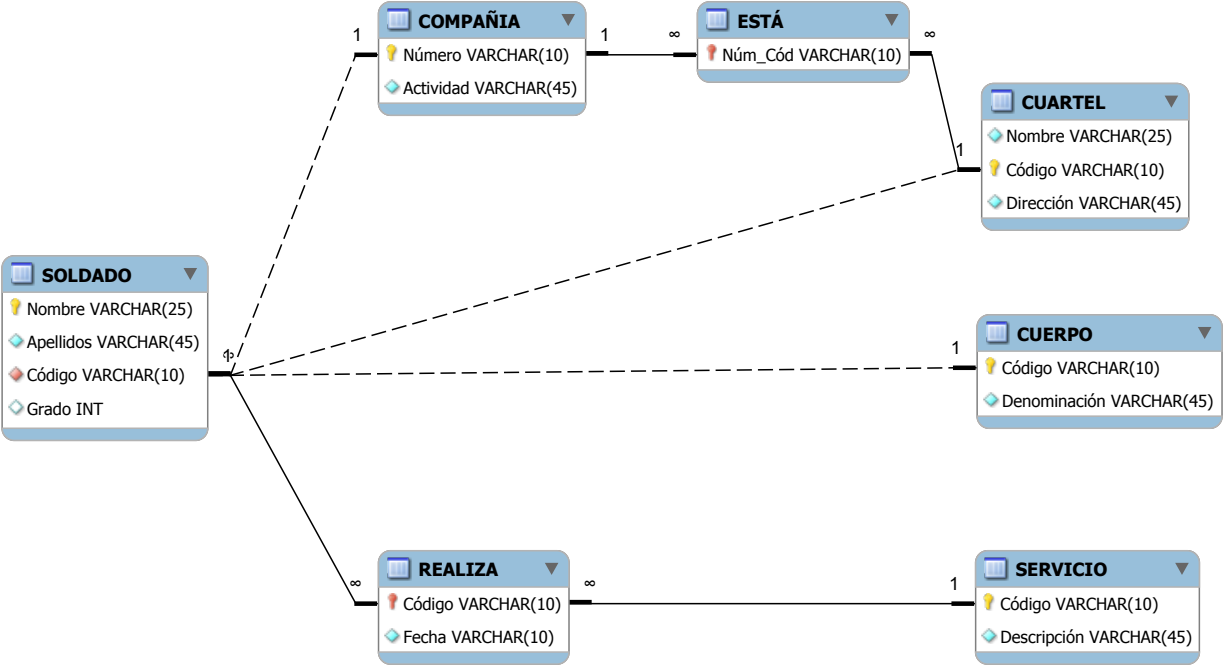 COMPAÑIA
Número VARCHAR(10)
Actividad VARCHAR(45)
1
1
∞
ESTÁ
Núm_Cód VARCHAR(10)
∞
1
CUARTEL
Nombre VARCHAR(25)
Código VARCHAR(10)
Dirección VARCHAR(45)
SOLDADO
Nombre VARCHAR(25)
Apellidos VARCHAR(45)
Código VARCHAR(10)
Grado INT
1
CUERPO
Código VARCHAR(10)
Denominación VARCHAR(45)
∞
REALIZA
Código VARCHAR(10)
Fecha VARCHAR(10)
∞
1
SERVICIO
Código VARCHAR(10)
Descripción VARCHAR(45)